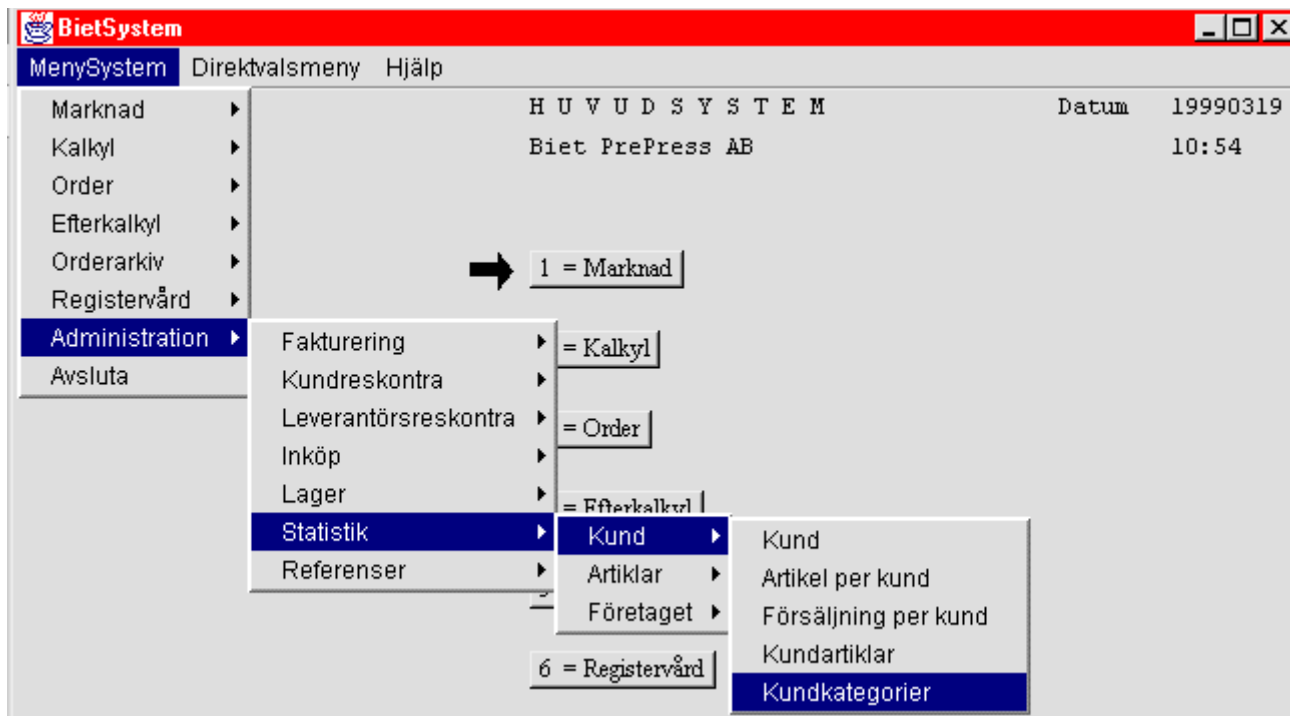 BietSystem
MenySystem Direktvalsmeny Hjälp
H U V U D S Y S T E M Datum 19990319
Biet PrePress AB 10:54
Marknad
Kalkyl
Order
Efterkalkyl
Orderarkiv
Registervård
Administration
Avsluta
1 = Marknad
= Kalkyl
= Order
= Efterkalkyl
6 = Registervård
Fakturering
Kundreskontra
Leverantörsreskontra
Inköp
Lager
Statistik
Referenser
Kund
Artiklar
Företaget
Kund
Artikel per kund
Försäljning per kund
Kundartiklar
Kundkategorier